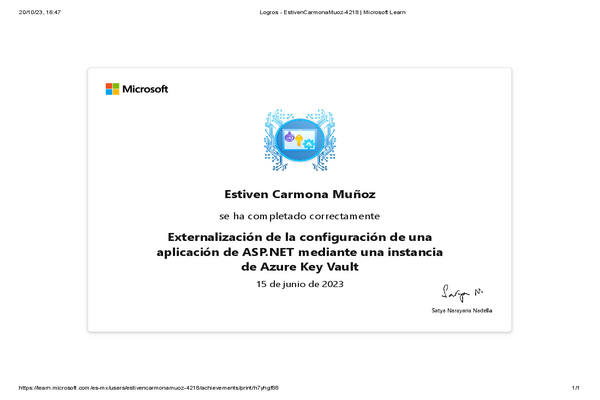 20/10/23, 16:47
Logros - EstivenCarmonaMuoz-4218 | Microsoft Learn
Microsoft
Estiven Carmona Muñoz
se ha completado correctamente
Externalización de la configuración de una
aplicación de ASP.NET mediante una instancia
de Azure Key Vault
15 de junio de 2023
Satya N.
Satya Narayana Nadella
https://learn.microsoft.com/es-mx/users/estivencarmonamuoz-4218/achievements/print/h7yhgf88
1/1